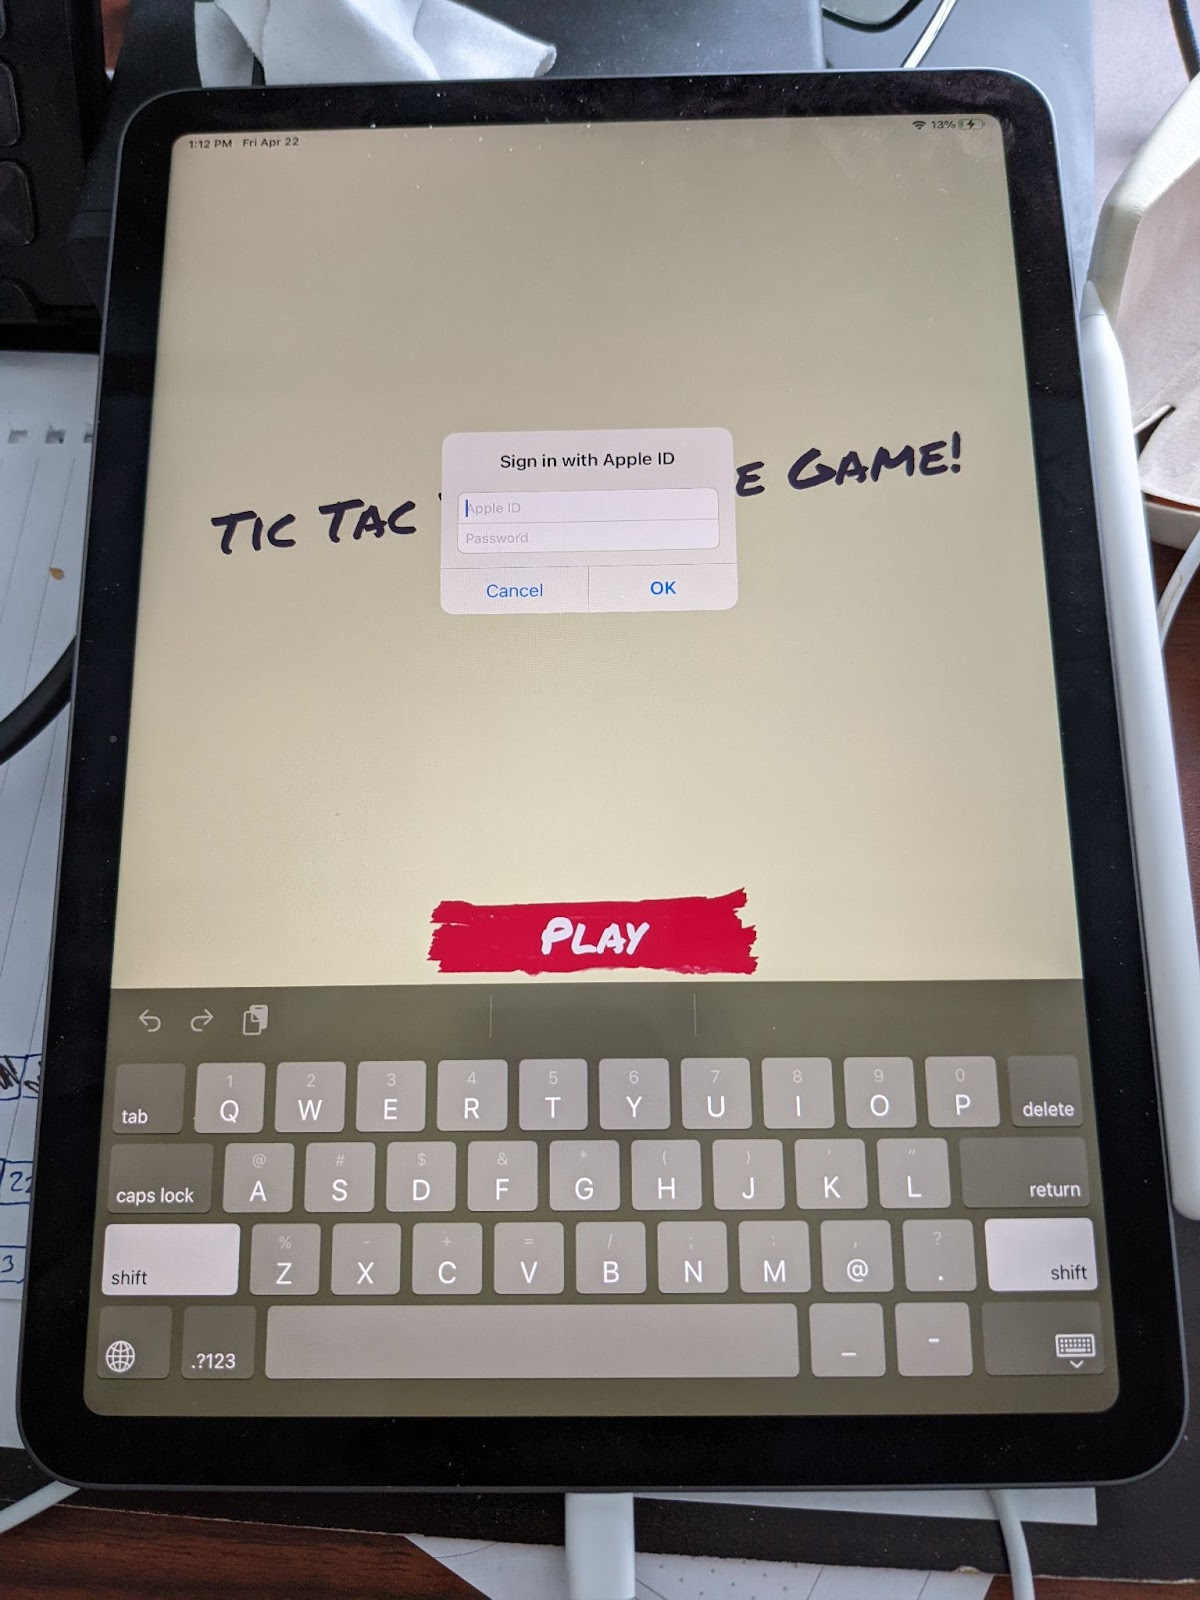 1:12 PM Fri Apr 22
13%
TIC TAC
E GAME!
Sign in with Apple ID
Apple ID
Password
Cancel OK
PLAY
1 2 3 4 5 6 7 8 9 0
tab Q W E R T Y U I O P delete
@ # $ & * ( ) ' "
caps lock A S D F G H J K L return
% - + = / ; : , ?
shift Z X C V B N M @ . shift
.?123 _ -
22
3